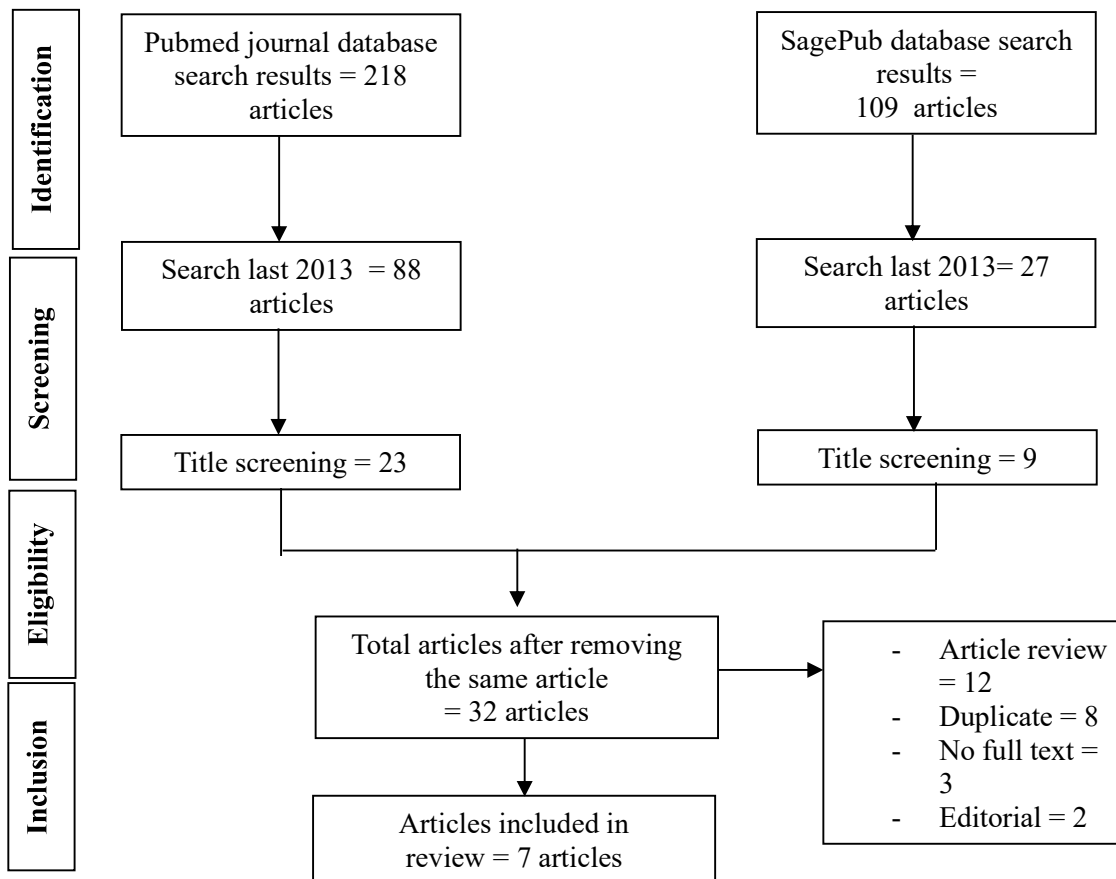 Identification
Pubmed journal database
search results = 218
articles
SagePub database search
results =
109 articles
Screening
Search last 2013 = 88
articles
Search last 2013= 27
articles
Title screening = 23
Title screening = 9
Eligibility
Total articles after removing
the same article
= 32 articles
- Article review
= 12
- Duplicate = 8
- No full text =
3
- Editorial = 2
Inclusion
Articles included in
review = 7 articles